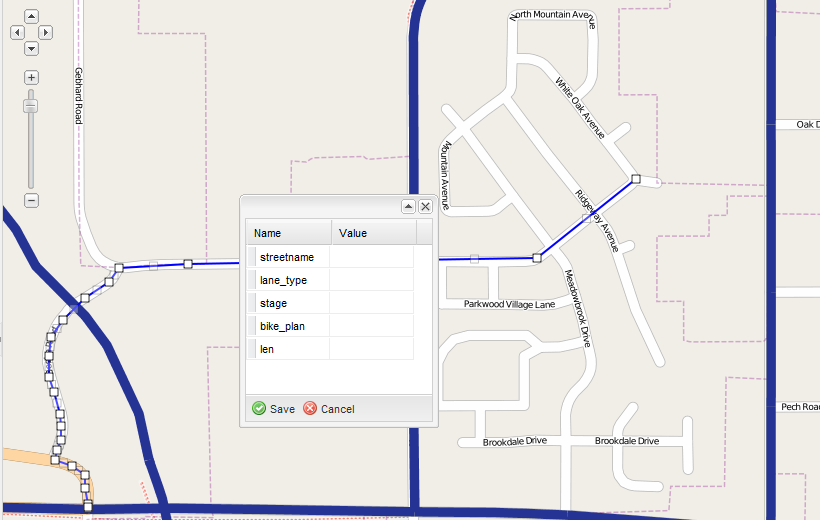 North Mountain Avenue
Gebhard Road
White Oak Avenue
Oak D
Mountain Avenue
Ridgeway Avenue
Name Value
streetname
lane_type
stage
bike_plan
len
Save Cancel
Meadowbrook Drive
Parkwood Village Lane
Pech Road
Brookdale Drive Brookdale Drive